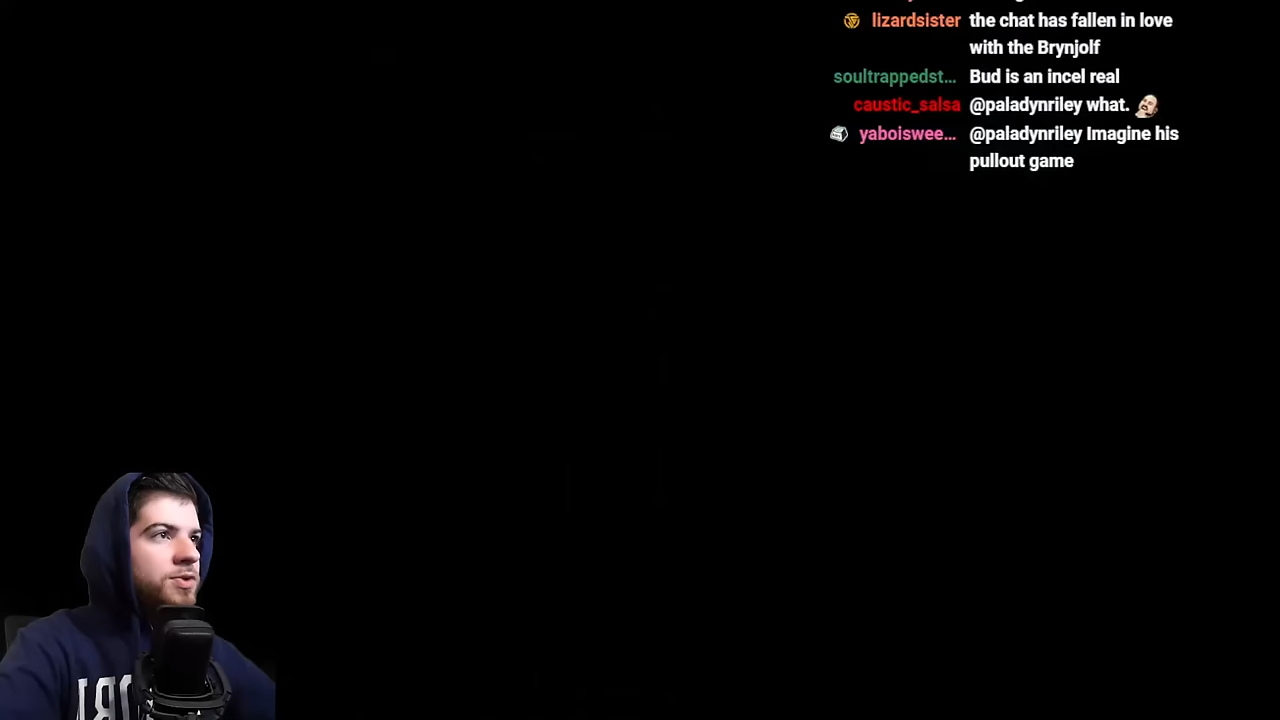 lizardsister the chat has fallen in love
with the Brynjolf
soultrappedst... Bud is an incel real
caustic_salsa @paladynriley what.
yaboiswee... @paladynriley Imagine his
pullout game